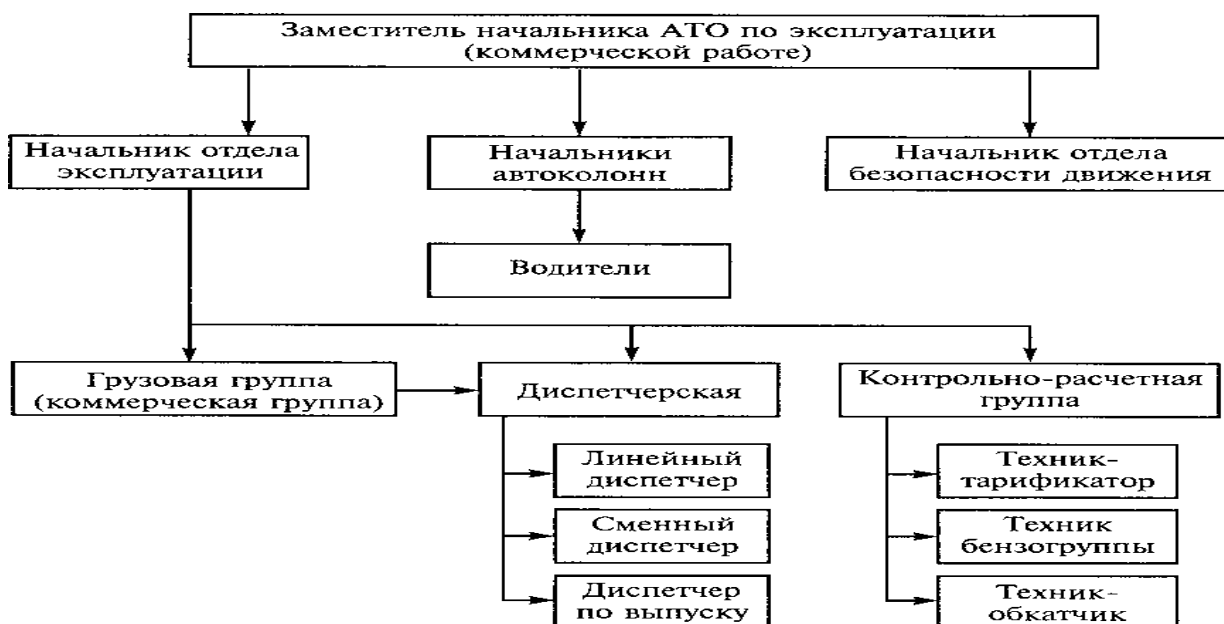 Заместитель начальника АТО по эксплуатации
(коммерческой работе)
Начальник отдела
эксплуатации
Начальники
автоколонн
Начальник отдела
безопасности движения
Водители
Грузовая группа
(коммерческая группа)
Диспетчерская
Контрольно-расчетная
группа
Линейный
диспетчер
Техник-
тарификатор
Сменный
диспетчер
Техник
бензогруппы
Диспетчер
по выпуску
Техник-
обкатчик